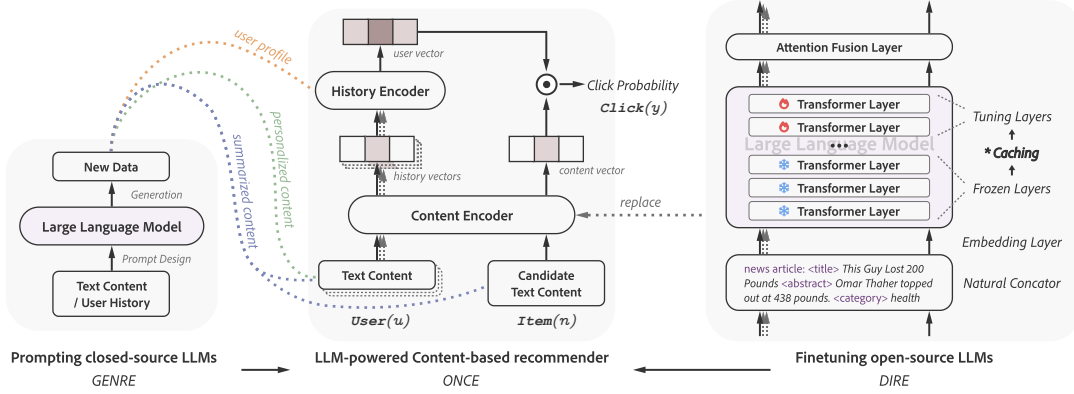 New Data
Generation
Large Language Model
Prompt Design
Text Content
/ User History
Prompting closed-source LLMs
GENRE
user profile
personalized content
summarized content
user vector
History Encoder
Click Probability
Click(y)
history vectors
content vector
Content Encoder
replace
Text Content
Candidate
Text Content
User(u)
Item(n)
LLM-powered Content-based recommender
ONCE
Attention Fusion Layer
Transformer Layer
Transformer Layer
Large Language Model
Transformer Layer
Transformer Layer
Transformer Layer
Tuning Layers
* Caching
Frozen Layers
Embedding Layer
news article: <title> This Guy Lost 200
Pounds <abstract> Omar Thaher topped
out at 438 pounds. <category> health
Natural Concator
Finetuning open-source LLMs
DIRE